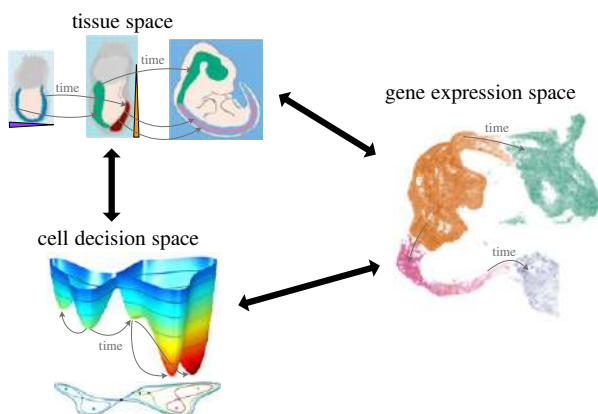 tissue space
time
time
gene expression space
time
cell decision space
time
time